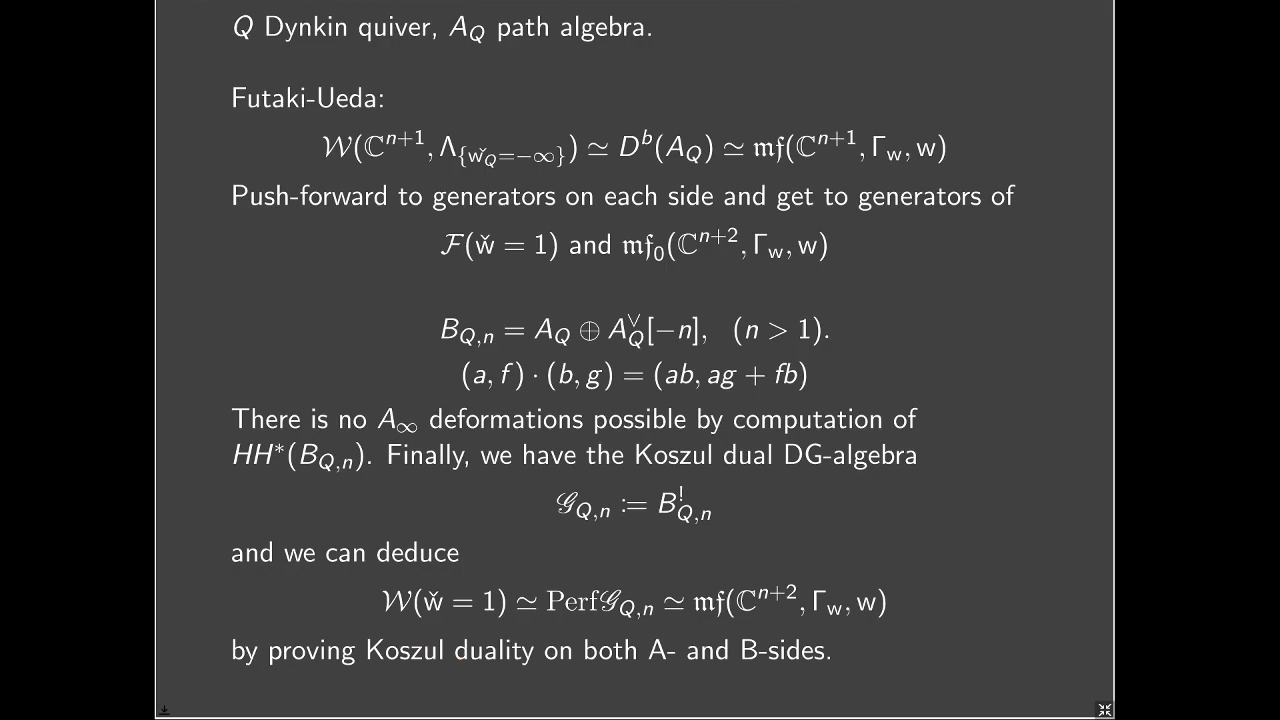 Q Dynkin quiver, A_Q path algebra.
Futaki-Ueda:
𝒲(ℂ^{n+1}, Λ_{{w̌_Q=−∞}}) ≃ D^b(A_Q) ≃ 𝔪𝔣(ℂ^{n+1}, Γ_w, w)
Push-forward to generators on each side and get to generators of
ℱ(w̌ = 1) and 𝔪𝔣_0(ℂ^{n+2}, Γ_w, w)
B_{Q,n} = A_Q ⊕ A_Q^∨[−n], (n > 1).
(a, f) · (b, g) = (ab, ag + fb)
There is no A_∞ deformations possible by computation of
HH*(B_{Q,n}). Finally, we have the Koszul dual DG-algebra
𝒢_{Q,n} := B^!_{Q,n}
and we can deduce
𝒲(w̌ = 1) ≃ Perf𝒢_{Q,n} ≃ 𝔪𝔣(ℂ^{n+2}, Γ_w, w)
by proving Koszul duality on both A- and B-sides.